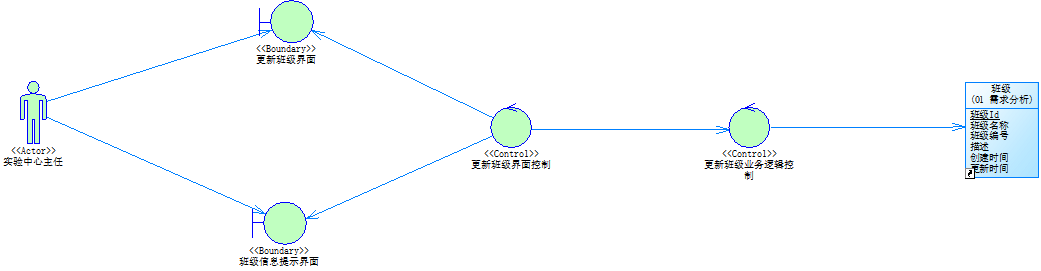 <<Boundary>>
更新班级界面
<<Actor>>
实验中心主任
<<Control>>
更新班级界面控制
<<Control>>
更新班级业务逻辑控
制
班级
(01 需求分析)
班级Id
班级名称
班级编号
描述
创建时间
更新时间
<<Boundary>>
班级信息提示界面